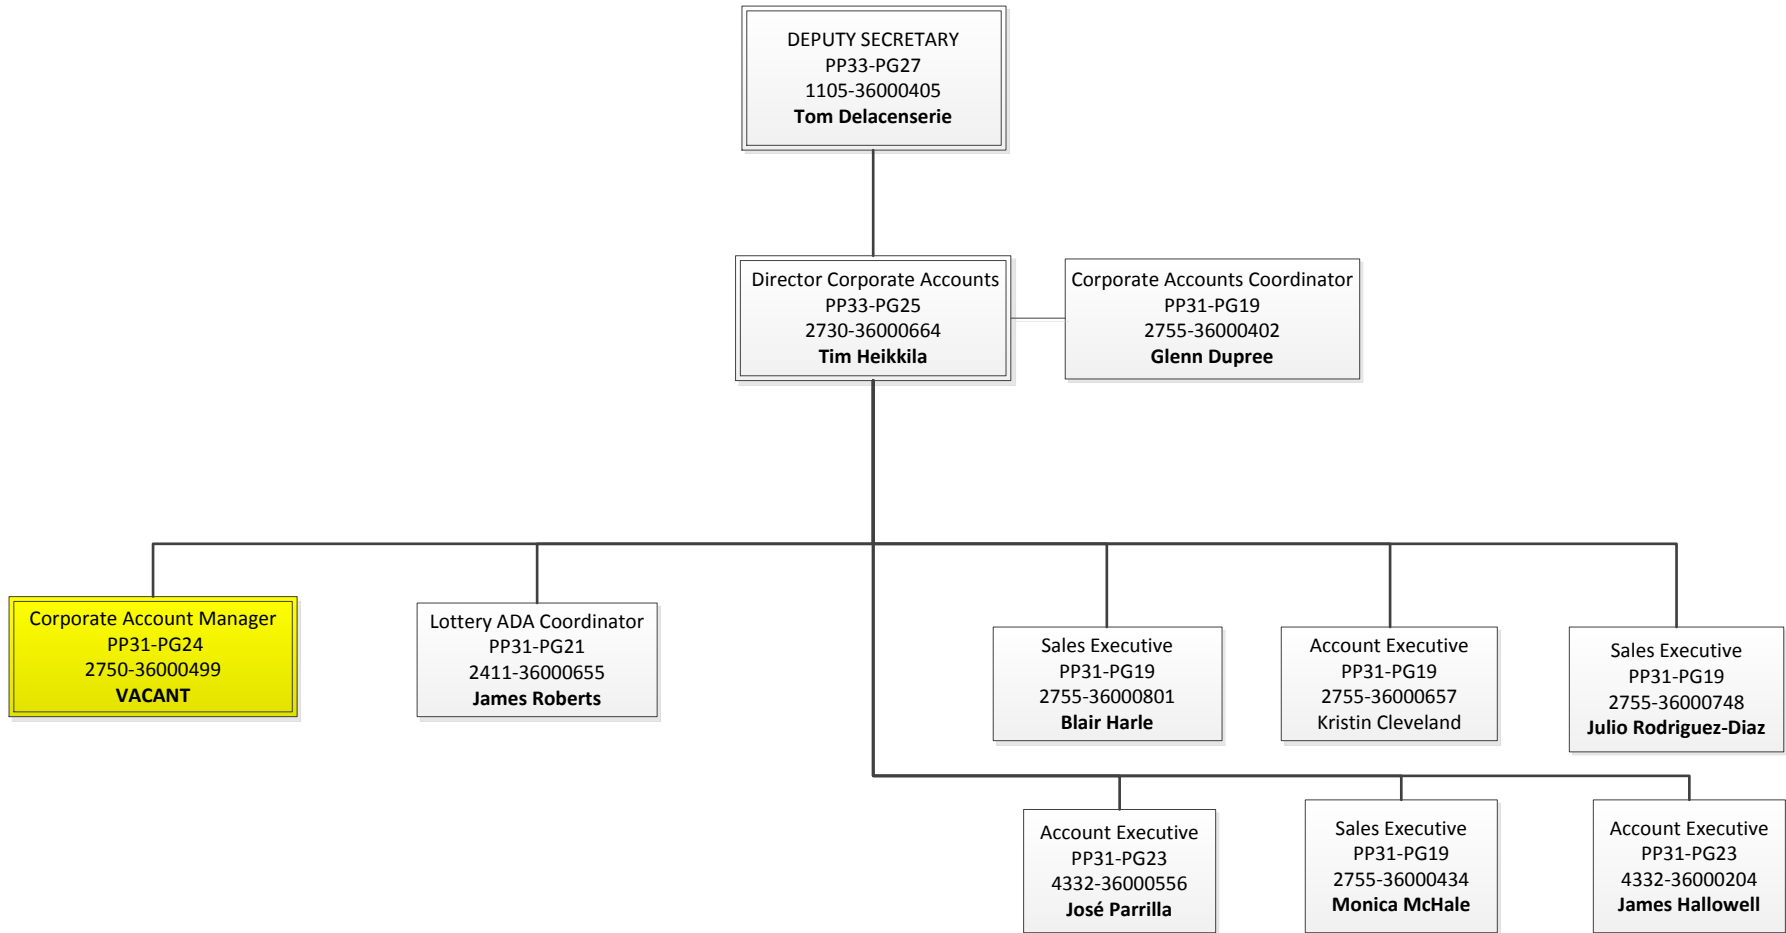 DEPUTY SECRETARY
PP33-PG27
1105-36000405
Tom Delacenserie
Director Corporate Accounts
PP33-PG25
2730-36000664
Tim Heikkila
Corporate Accounts Coordinator
PP31-PG19
2755-36000402
Glenn Dupree
Corporate Account Manager
PP31-PG24
2750-36000499
VACANT
Lottery ADA Coordinator
PP31-PG21
2411-36000655
James Roberts
Sales Executive
PP31-PG19
2755-36000801
Blair Harle
Account Executive
PP31-PG19
2755-36000657
Kristin Cleveland
Sales Executive
PP31-PG19
2755-36000748
Julio Rodriguez-Diaz
Account Executive
PP31-PG23
4332-36000556
José Parrilla
Sales Executive
PP31-PG19
2755-36000434
Monica McHale
Account Executive
PP31-PG23
4332-36000204
James Hallowell